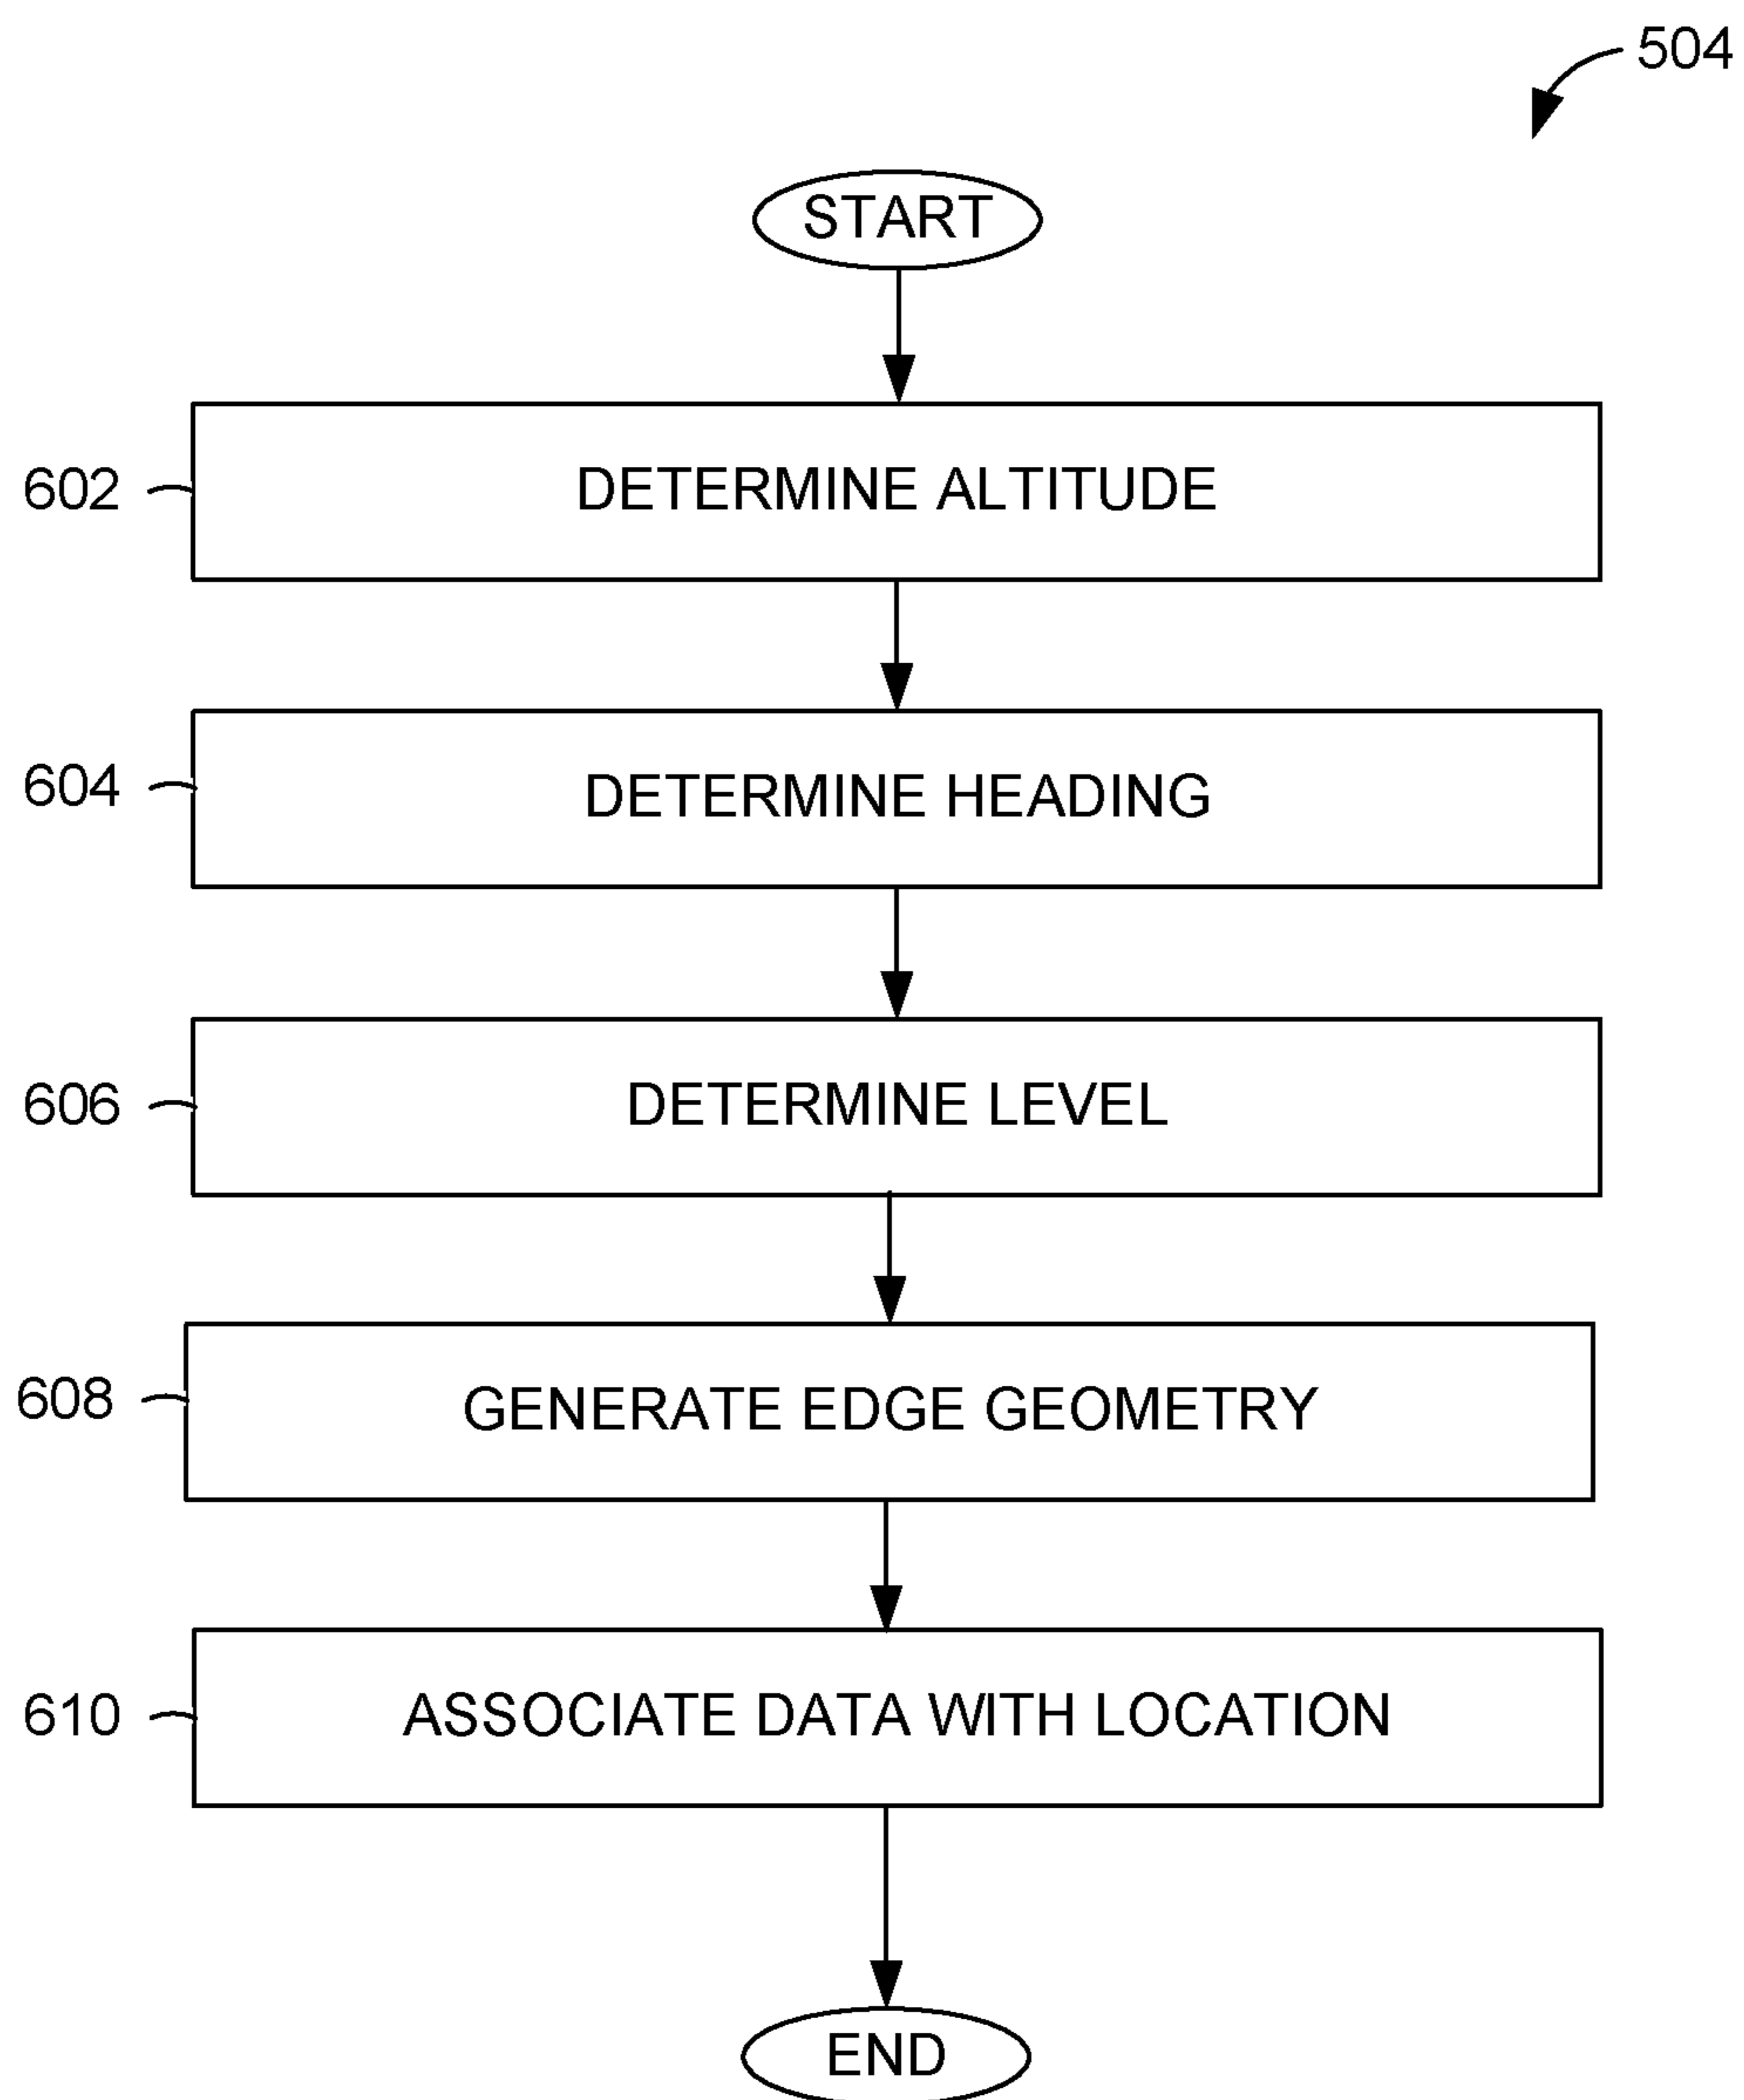 504
START
602 DETERMINE ALTITUDE
604 DETERMINE HEADING
606 DETERMINE LEVEL
608 GENERATE EDGE GEOMETRY
610 ASSOCIATE DATA WITH LOCATION
END